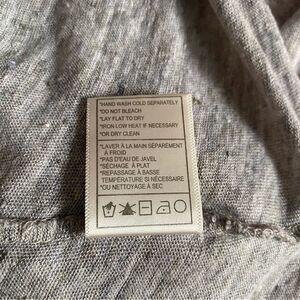 *HAND WASH COLD SEPARATELY
*DO NOT BLEACH
*LAY FLAT TO DRY
*IRON LOW HEAT IF NECESSARY
*OR DRY CLEAN
*LAVER À LA MAIN SÉPARÉMENT
À FROID
*PAS D'EAU DE JAVEL
*SÉCHAGE À PLAT
*REPASSAGE À BASSE
TEMPÉRATURE SI NÉCESSAIRE
*OU NETTOYAGE À SEC